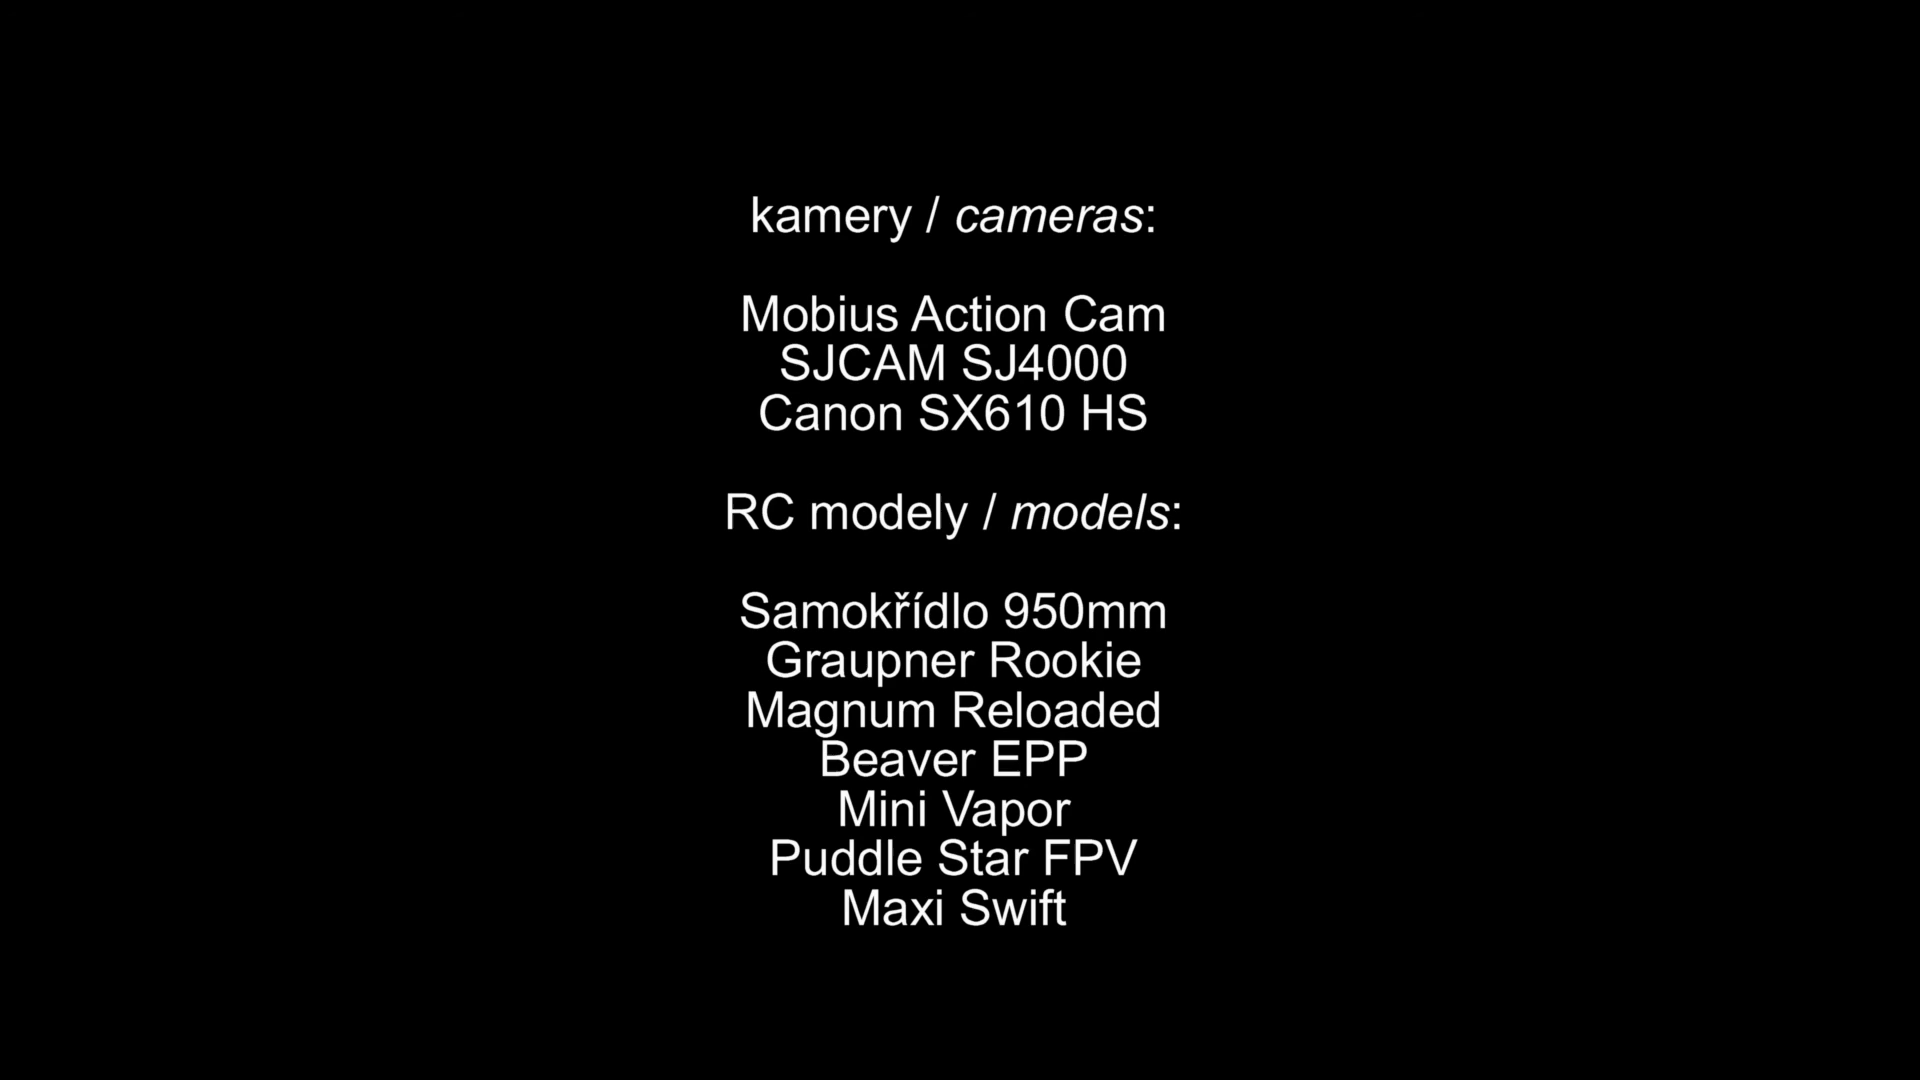 kamery / cameras:
Mobius Action Cam
SJCAM SJ4000
Canon SX610 HS
RC modely / models:
Samokřídlo 950mm
Graupner Rookie
Magnum Reloaded
Beaver EPP
Mini Vapor
Puddle Star FPV
Maxi Swift